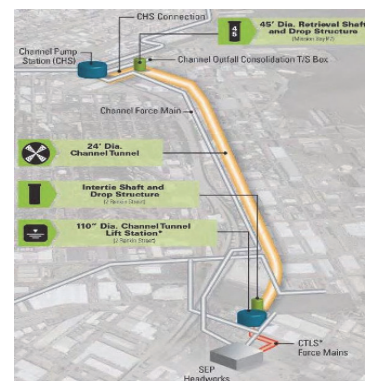 CHS Connection
45' Dia. Retrieval Shaft
and Drop Structure
Channel Pump
Station (CHS)
Channel Outfall Consolidation T/S Box
Channel Force Main
24' Dia.
Channel Tunnel
Intertie Shaft and
Drop Structure
110" Dia. Channel Tunnel
Lift Station*
CTLS*
Force Mains
SEP
Headworks